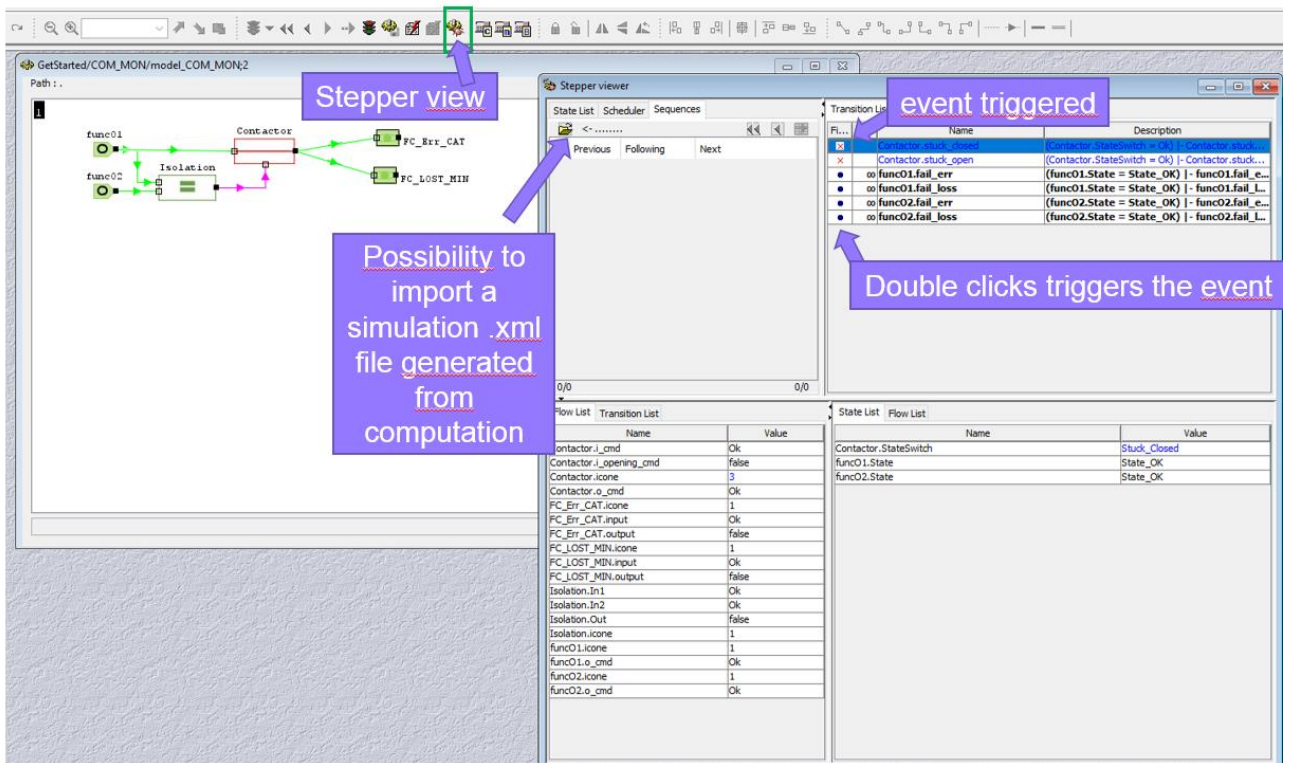 GetStarted/COM_MON/model_COM_MON;2
Path : .
1
func01
func02
Isolation
Contactor
FC_Err_CAT
FC_LOST_MIN
Stepper view
Stepper viewer
State List Scheduler Sequences
<-........
Previous Following Next
0/0 0/0
Possibility to
import a
simulation .xml
file generated
from
computation
event triggered
Transition Lis
Fi... Name Description
Contactor.stuck_closed (Contactor.StateSwitch = Ok) |- Contactor.stuck...
Contactor.stuck_open (Contactor.StateSwitch = Ok) |- Contactor.stuck...
∞ func01.fail_err (func01.State = State_OK) |- func01.fail_e...
∞ func01.fail_loss (func01.State = State_OK) |- func01.fail_l...
∞ func02.fail_err (func02.State = State_OK) |- func02.fail_e...
∞ func02.fail_loss (func02.State = State_OK) |- func02.fail_l...
Double clicks triggers the event
Flow List Transition List
Name Value
Contactor.i_cmd Ok
Contactor.i_opening_cmd false
Contactor.icone 3
Contactor.o_cmd Ok
FC_Err_CAT.icone 1
FC_Err_CAT.input Ok
FC_Err_CAT.output false
FC_LOST_MIN.icone 1
FC_LOST_MIN.input Ok
FC_LOST_MIN.output false
Isolation.In1 Ok
Isolation.In2 Ok
Isolation.Out false
Isolation.icone 1
func01.icone 1
func01.o_cmd Ok
func02.icone 1
func02.o_cmd Ok
State List Flow List
Name Value
Contactor.StateSwitch Stuck_Closed
func01.State State_OK
func02.State State_OK